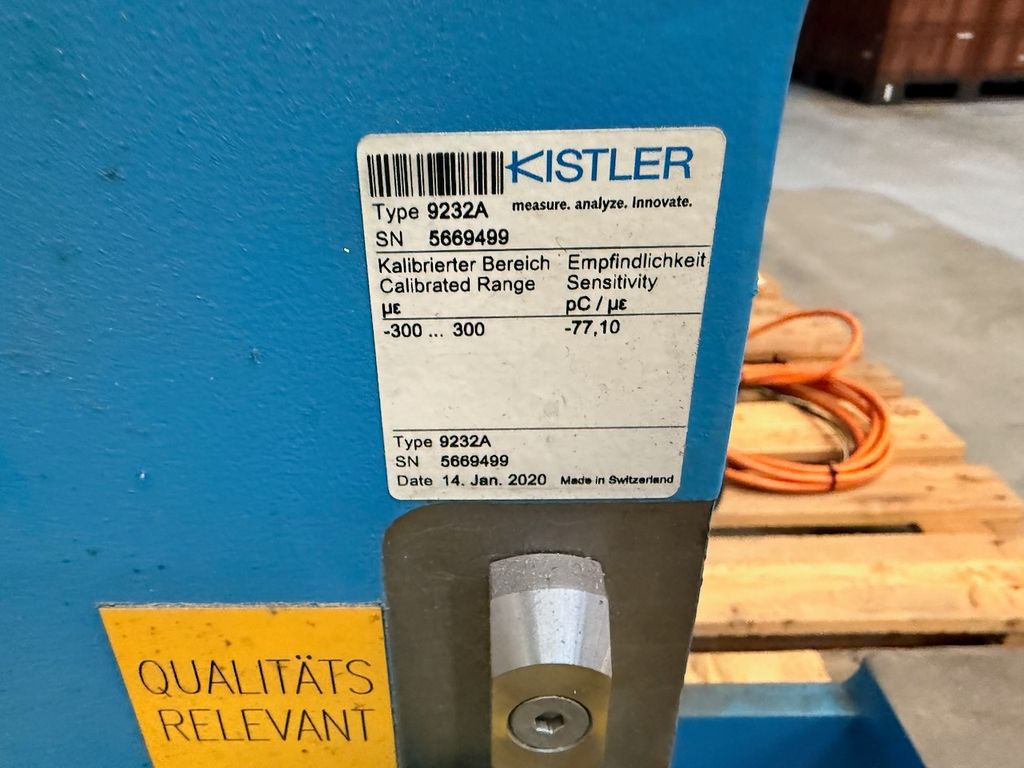 KISTLER
measure. analyze. innovate.
Type 9232A
SN 5669499
Kalibrierter Bereich Empfindlichkeit
Calibrated Range Sensitivity
µε pC / µε
-300 ... 300 -77,10
Type 9232A
SN 5669499
Date 14. Jan. 2020 Made in Switzerland
QUALITÄTS
RELEVANT